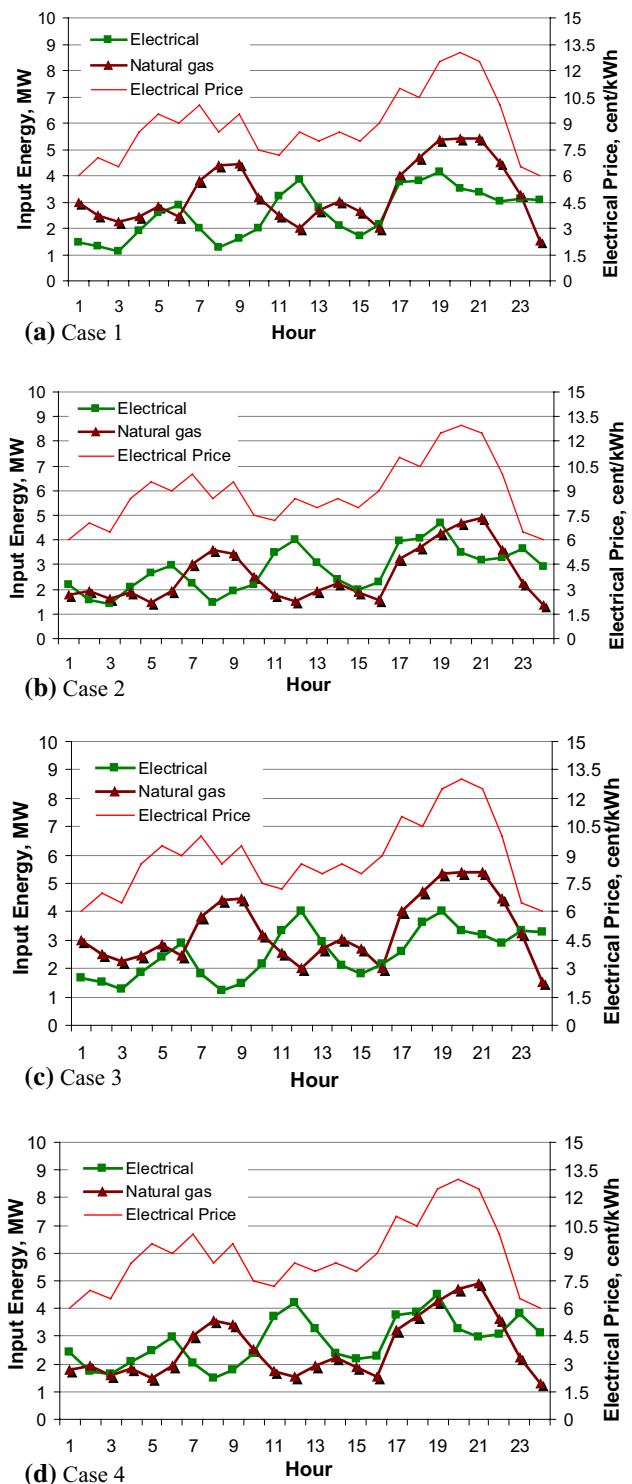 10
9
8
7
6
5
4
3
2
1
0
Input Energy, MW
Electrical
Natural gas
Electrical Price
15
13.5
12
10.5
9
7.5
6
4.5
3
1.5
0
Electrical Price, cent/kWh
1 3 5 7 9 11 13 15 17 19 21 23
Hour
(a) Case 1
10
9
8
7
6
5
4
3
2
1
0
Input Energy, MW
Electrical
Natural gas
Electrical Price
15
13.5
12
10.5
9
7.5
6
4.5
3
1.5
0
Electrical Price, cent/kWh
1 3 5 7 9 11 13 15 17 19 21 23
Hour
(b) Case 2
10
9
8
7
6
5
4
3
2
1
0
Input Energy, MW
Electrical
Natural gas
Electrical Price
15
13.5
12
10.5
9
7.5
6
4.5
3
1.5
0
Electrical Price, cent/kWh
1 3 5 7 9 11 13 15 17 19 21 23
Hour
(c) Case 3
10
9
8
7
6
5
4
3
2
1
0
Input Energy, MW
Electrical
Natural gas
Electrical Price
15
13.5
12
10.5
9
7.5
6
4.5
3
1.5
0
Electrical Price, cent/kWh
1 3 5 7 9 11 13 15 17 19 21 23
Hour
(d) Case 4